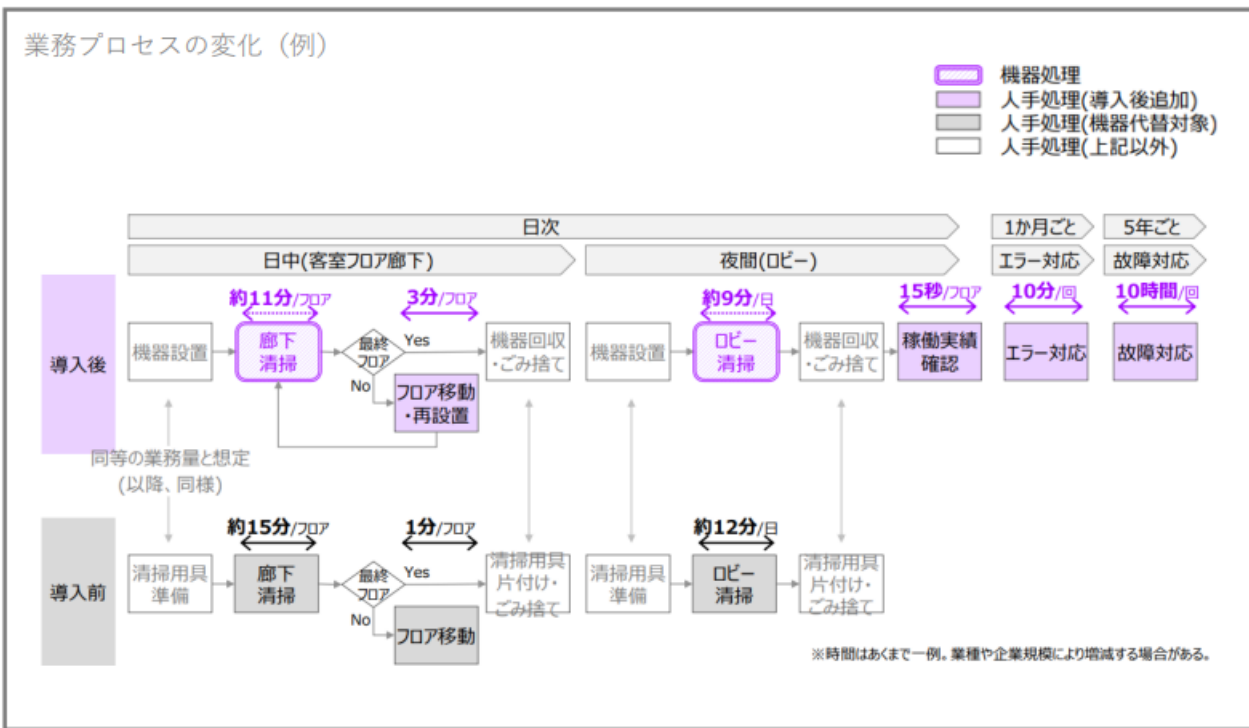 業務プロセスの変化（例）
機器処理
人手処理(導入後追加)
人手処理(機器代替対象)
人手処理(上記以外)
日次
1か月ごと
5年ごと
日中(客室フロア廊下)
夜間(ロビー)
エラー対応
故障対応
導入後
約11分/フロア
3分/フロア
約9分/日
15秒/フロア
10分/回
10時間/回
機器設置
廊下
清掃
最終
フロア
Yes
No
フロア移動
・再設置
機器回収
・ごみ捨て
機器設置
ロビー
清掃
機器回収
・ごみ捨て
稼働実績
確認
エラー対応
故障対応
同等の業務量と想定
(以降、同様)
導入前
約15分/フロア
1分/フロア
約12分/日
清掃用具
準備
廊下
清掃
最終
フロア
Yes
No
フロア移動
清掃用具
片付け・
ごみ捨て
清掃用具
準備
ロビー
清掃
清掃用具
片付け・
ごみ捨て
※時間はあくまで一例。業種や企業規模により増減する場合がある。